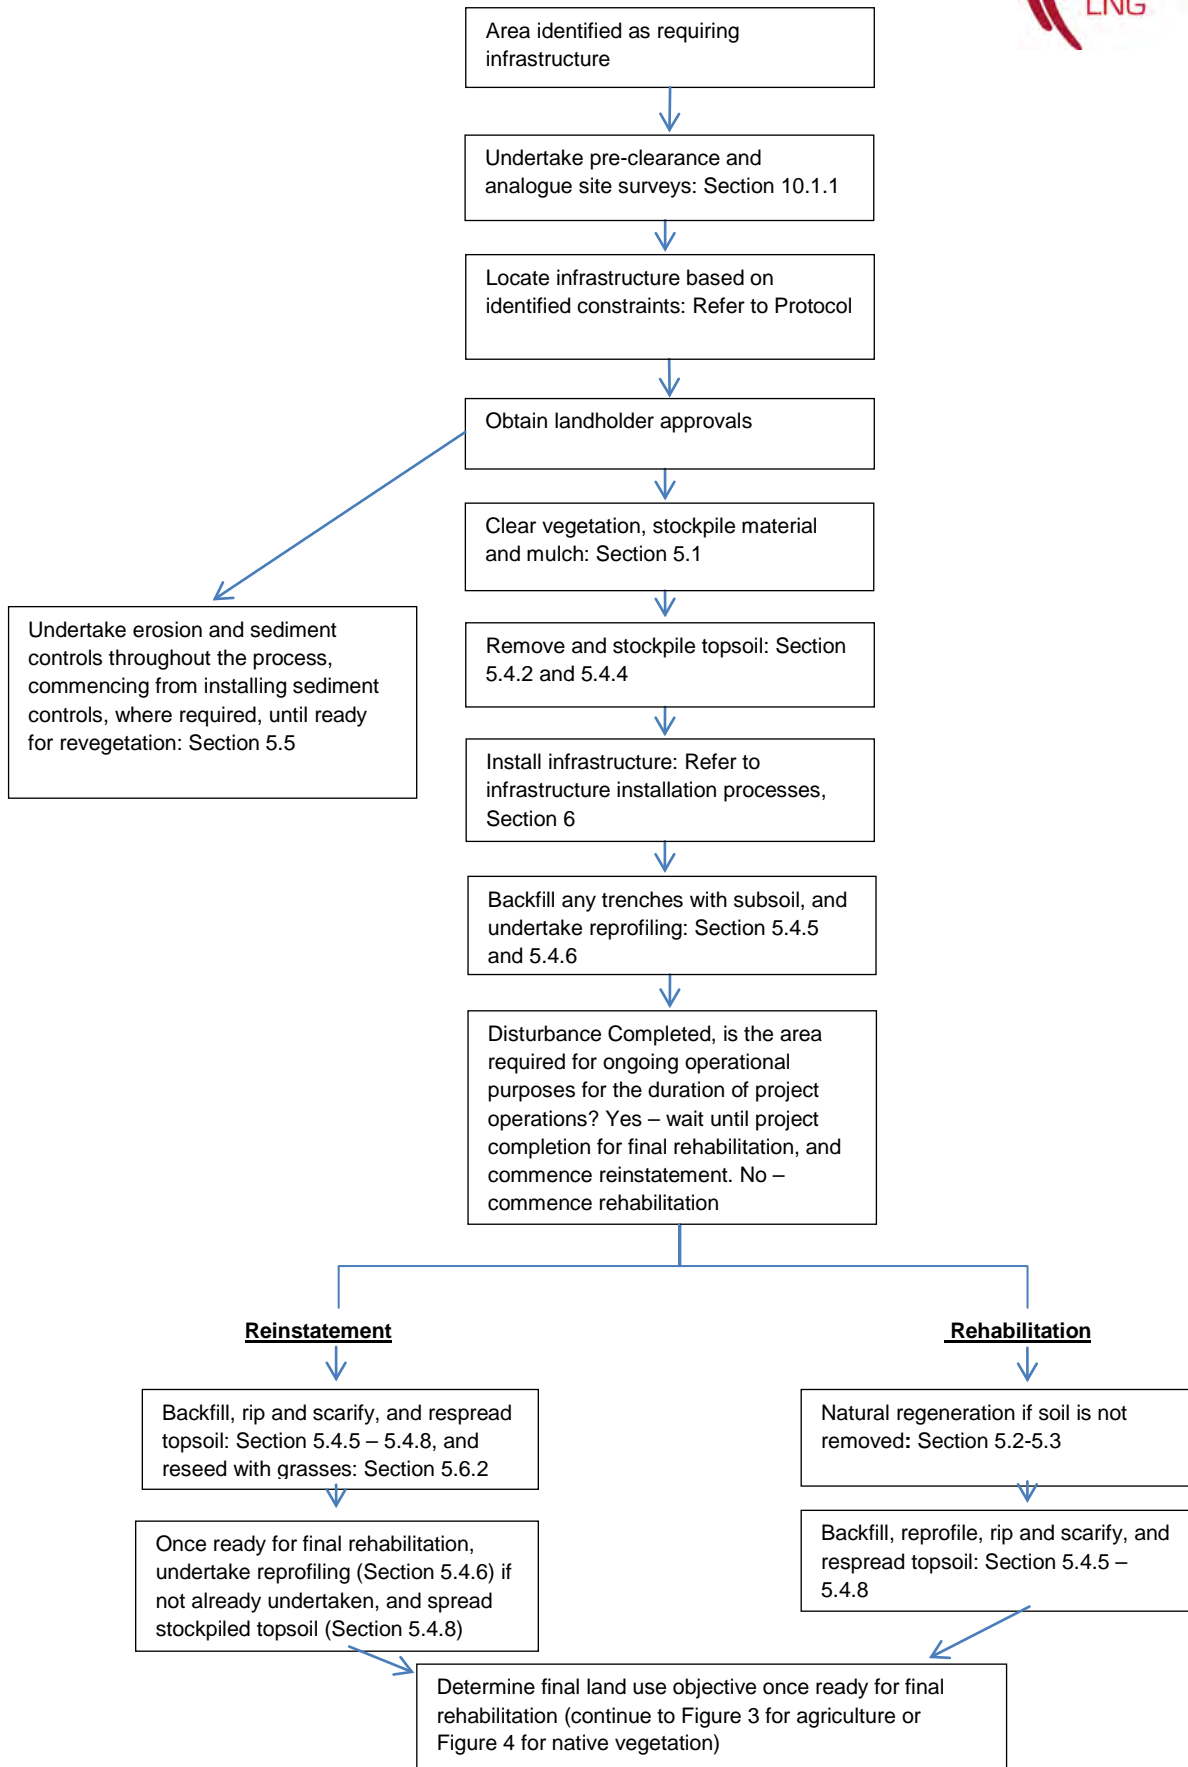 LNG
Area identified as requiring
infrastructure
Undertake pre-clearance and
analogue site surveys: Section 10.1.1
Locate infrastructure based on
identified constraints: Refer to Protocol
Obtain landholder approvals
Clear vegetation, stockpile material
and mulch: Section 5.1
Undertake erosion and sediment
controls throughout the process,
commencing from installing sediment
controls, where required, until ready
for revegetation: Section 5.5
Remove and stockpile topsoil: Section
5.4.2 and 5.4.4
Install infrastructure: Refer to
infrastructure installation processes,
Section 6
Backfill any trenches with subsoil, and
undertake reprofiling: Section 5.4.5
and 5.4.6
Disturbance Completed, is the area
required for ongoing operational
purposes for the duration of project
operations? Yes – wait until project
completion for final rehabilitation, and
commence reinstatement. No –
commence rehabilitation
Reinstatement
Backfill, rip and scarify, and respread
topsoil: Section 5.4.5 – 5.4.8, and
reseed with grasses: Section 5.6.2
Once ready for final rehabilitation,
undertake reprofiling (Section 5.4.6) if
not already undertaken, and spread
stockpiled topsoil (Section 5.4.8)
Rehabilitation
Natural regeneration if soil is not
removed: Section 5.2-5.3
Backfill, reprofile, rip and scarify, and
respread topsoil: Section 5.4.5 –
5.4.8
Determine final land use objective once ready for final
rehabilitation (continue to Figure 3 for agriculture or
Figure 4 for native vegetation)